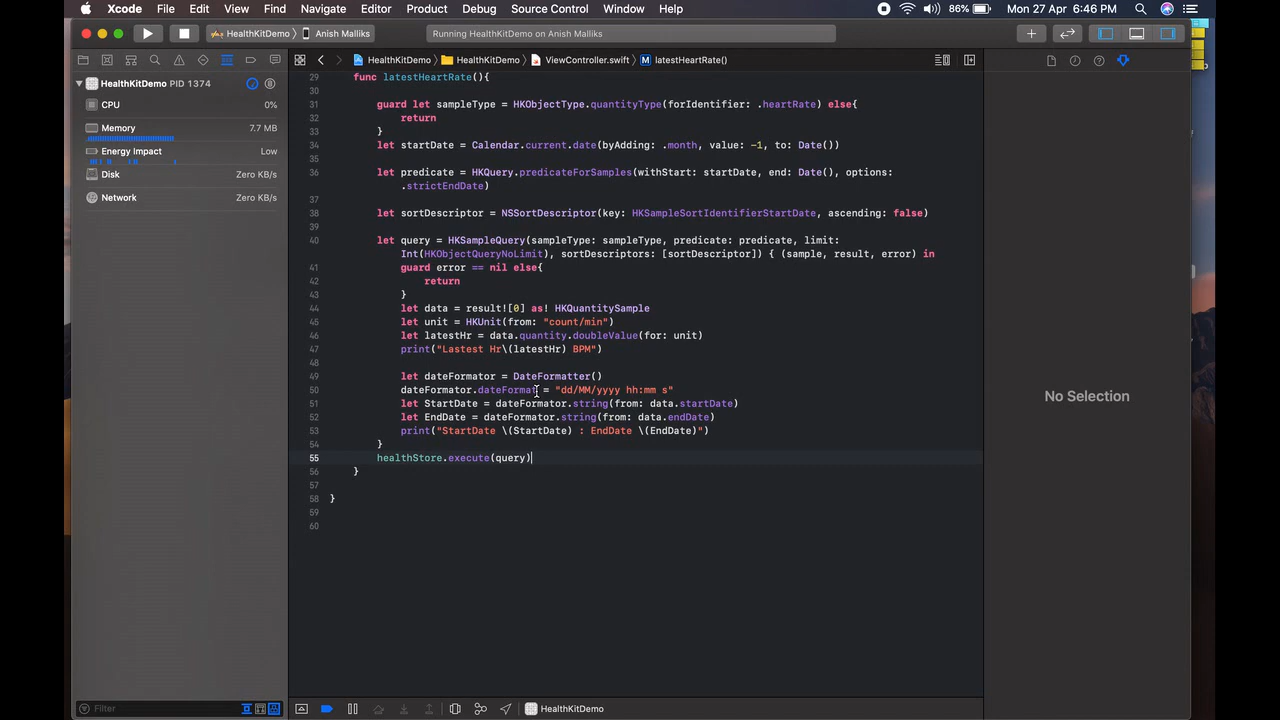 Xcode File Edit View Find Navigate Editor Product Debug Source Control Window Help 86% Mon 27 Apr 6:46 PM
HealthKitDemo Anish Malliks Running HealthKitDemo on Anish Malliks
HealthKitDemo HealthKitDemo ViewController.swift M latestHeartRate()
HealthKitDemo PID 1374
CPU 0%
Memory 7.7 MB
Energy Impact Low
Disk Zero KB/s
Network Zero KB/s
29 func latestHeartRate(){
30
31 guard let sampleType = HKObjectType.quantityType(forIdentifier: .heartRate) else{
32 return
33 }
34 let startDate = Calendar.current.date(byAdding: .month, value: -1, to: Date())
35
36 let predicate = HKQuery.predicateForSamples(withStart: startDate, end: Date(), options:
.strictEndDate)
37
38 let sortDescriptor = NSSortDescriptor(key: HKSampleSortIdentifierStartDate, ascending: false)
39
40 let query = HKSampleQuery(sampleType: sampleType, predicate: predicate, limit:
Int(HKObjectQueryNoLimit), sortDescriptors: [sortDescriptor]) { (sample, result, error) in
41 guard error == nil else{
42 return
43 }
44 let data = result![0] as! HKQuantitySample
45 let unit = HKUnit(from: "count/min")
46 let latestHr = data.quantity.doubleValue(for: unit)
47 print("Lastest Hr\(latestHr) BPM")
48
49 let dateFormator = DateFormatter()
50 dateFormator.dateFormat = "dd/MM/yyyy hh:mm s"
51 let StartDate = dateFormator.string(from: data.startDate)
52 let EndDate = dateFormator.string(from: data.endDate)
53 print("StartDate \(StartDate) : EndDate \(EndDate)")
54 }
55 healthStore.execute(query)
56 }
57
58 }
59
60
No Selection
Filter
HealthKitDemo